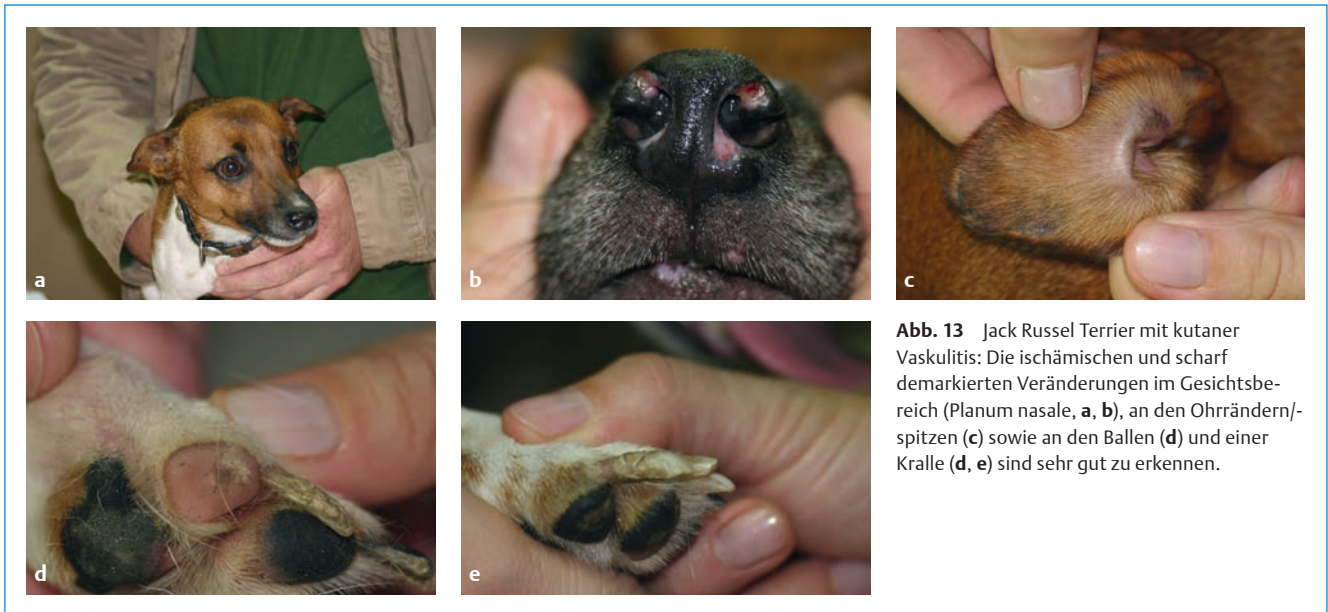 a
b
c
d
e
Abb. 13 Jack Russel Terrier mit kutaner
Vaskulitis: Die ischämischen und scharf
demarkierten Veränderungen im Gesichtsbe-
reich (Planum nasale, a, b), an den Ohrrändern/-
spitzen (c) sowie an den Ballen (d) und einer
Kralle (d, e) sind sehr gut zu erkennen.